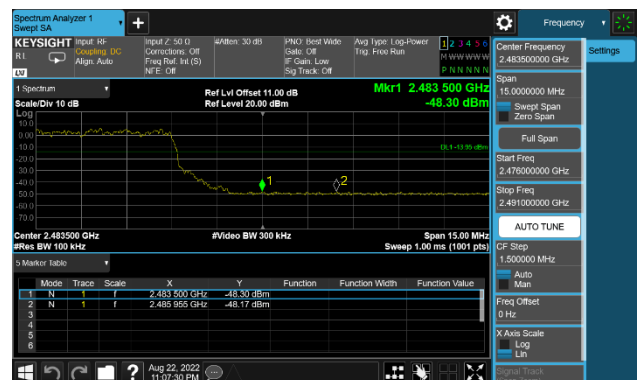 Spectrum Analyzer 1
Swept SA
+
Frequency
KEYSIGHT
Input: RF
Coupling: DC
Align: Auto
Input Z: 50 Ω
Corrections: Off
Freq Ref: Int (S)
NFE: Off
#Atten: 30 dB
PNO: Best Wide
Gate: Off
IF Gain: Low
Sig Track: Off
Avg Type: Log-Power
Trig: Free Run
1 2 3 4 5 6
M W W W W W
P N N N N N
LW
1 Spectrum
Scale/Div 10 dB
Ref Lvl Offset 11.00 dB
Ref Level 20.00 dBm
Mkr1 2.483 500 GHz
-48.30 dBm
Log
10.0
0.00
-10.0
-20.0
-30.0
-40.0
-50.0
-60.0
-70.0
DL1 -13.95 dBm
1
2
Center 2.483500 GHz
#Video BW 300 kHz
Span 15.00 MHz
#Res BW 100 kHz
Sweep 1.00 ms (1001 pts)
5 Marker Table
Mode Trace Scale X Y Function Function Width Function Value
1 N 1 f 2.483 500 GHz -48.30 dBm
2 N 1 f 2.485 955 GHz -48.17 dBm
3
4
5
6
Aug 22, 2022
11:07:30 PM
Center Frequency
2.483500000 GHz
Settings
Span
15.0000000 MHz
Swept Span
Zero Span
Full Span
Start Freq
2.476000000 GHz
Stop Freq
2.491000000 GHz
AUTO TUNE
CF Step
1.500000 MHz
Auto
Man
Freq Offset
0 Hz
X Axis Scale
Log
Lin
Signal Track